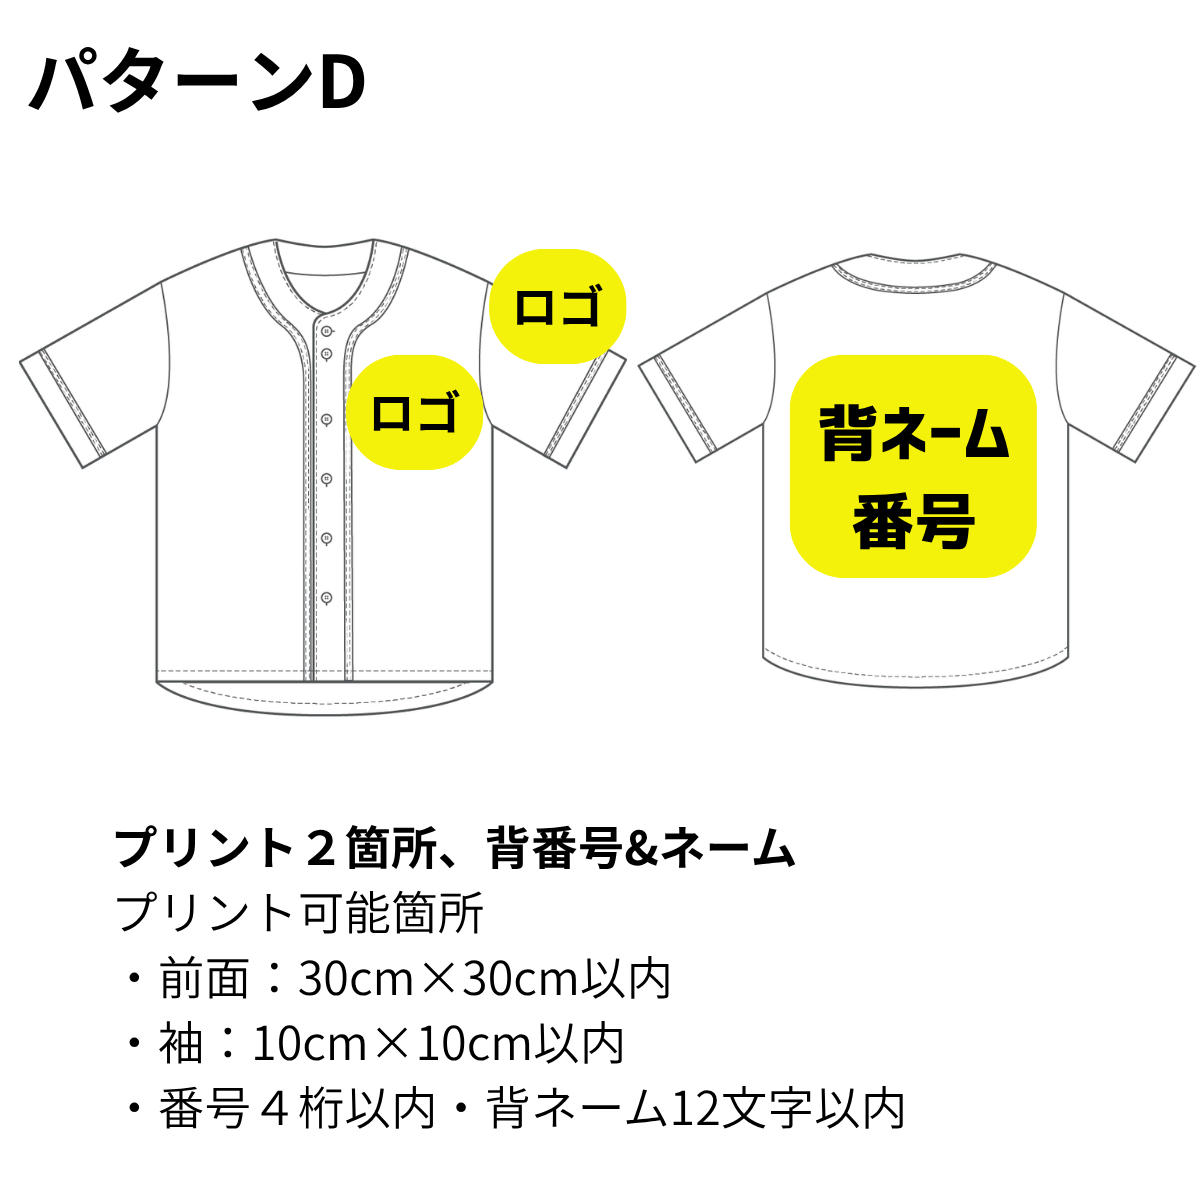 パターンD
ロゴ
ロゴ
背ネーム
番号
プリント２箇所、背番号&ネーム
プリント可能箇所
・前面：30cm×30cm以内
・袖：10cm×10cm以内
・番号４桁以内・背ネーム12文字以内